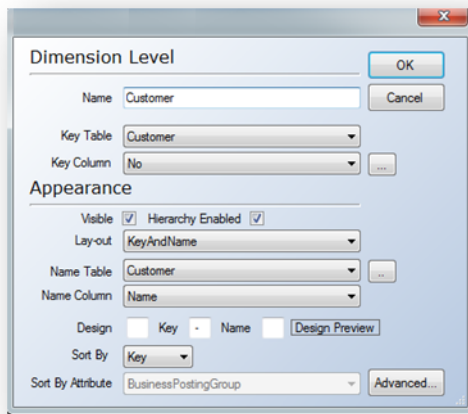 Dimension Level
OK
Name Customer
Cancel
Key Table Customer
Key Column No ...
Appearance
Visible Hierarchy Enabled
Lay-out KeyAndName
Name Table Customer ..
Name Column Name
Design Key - Name Design Preview
Sort By Key
Sort By Attribute BusinessPostingGroup Advanced...